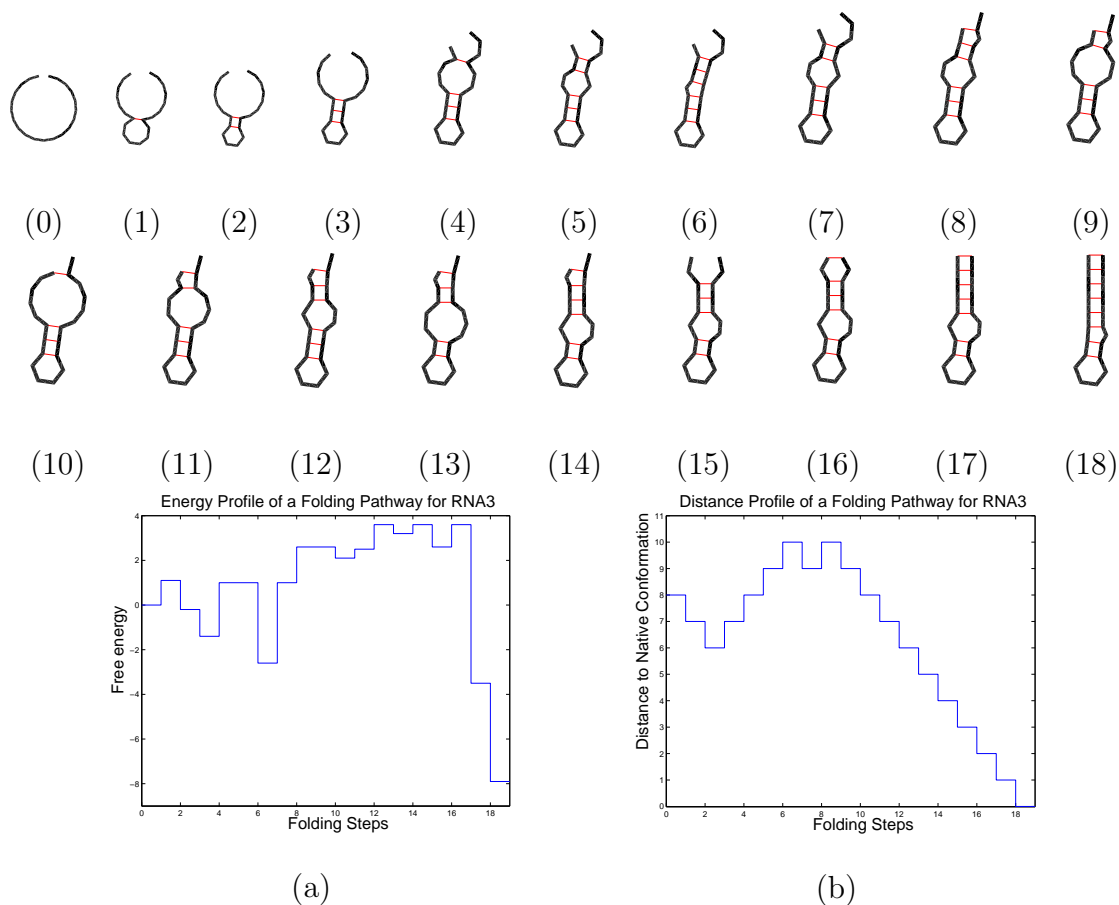 (0) (1) (2) (3) (4) (5) (6) (7) (8) (9)
(10) (11) (12) (13) (14) (15) (16) (17) (18)
Energy Profile of a Folding Pathway for RNA3
4
2
0
−2
−4
−6
−8
Free energy
0 2 4 6 8 10 12 14 16 18
Folding Steps
(a)
Distance Profile of a Folding Pathway for RNA3
11
10
9
8
7
6
5
4
3
2
1
0
Distance to Native Conformation
0 2 4 6 8 10 12 14 16 18
Folding Steps
(b)